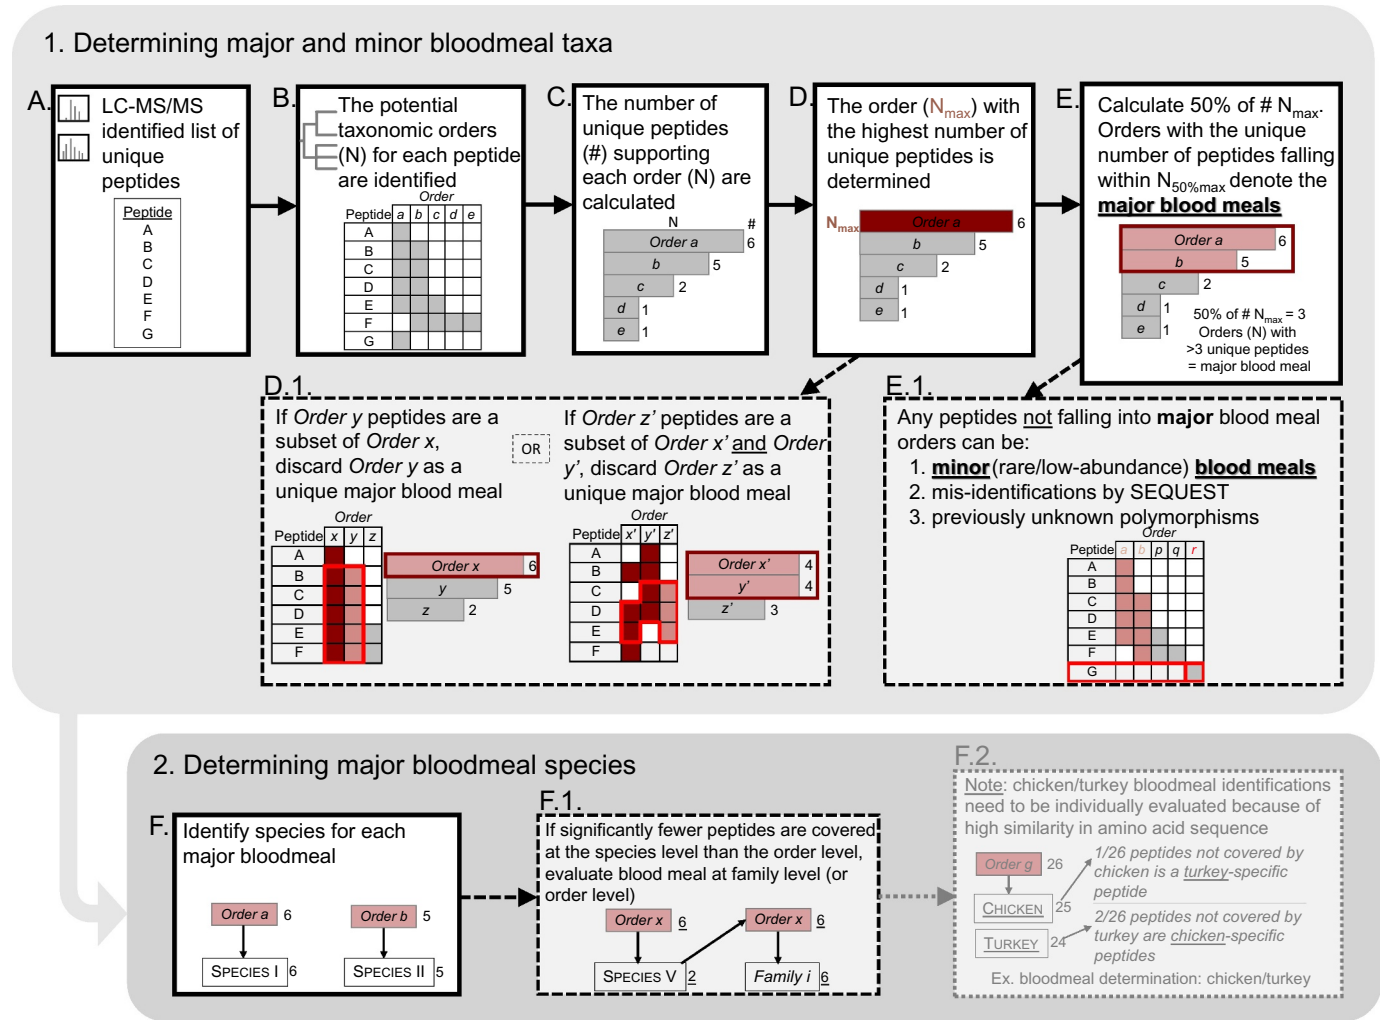 1. Determining major and minor bloodmeal taxa
A.
LC-MS/MS
identified list of
unique
peptides
Peptide
A
B
C
D
E
F
G
B.
The potential
taxonomic orders
(N) for each peptide
are identified
Order
Peptide a b c d e
A
B
C
D
E
F
G
C.
The number of
unique peptides
(#) supporting
each order (N) are
calculated
N #
Order a 6
b 5
c 2
d 1
e 1
D.
The order (Nmax) with
the highest number of
unique peptides is
determined
Nmax Order a 6
b 5
c 2
d 1
e 1
E.
Calculate 50% of # Nmax.
Orders with the unique
number of peptides falling
within N50%max denote the
major blood meals
Order a 6
b 5
c 2
d 1
e 1
50% of # Nmax = 3
Orders (N) with
>3 unique peptides
= major blood meal
D.1.
If Order y peptides are a
subset of Order x,
discard Order y as a
unique major blood meal
Order
Peptide x y z
A
B
C
D
E
F
Order x 6
y 5
z 2
OR
If Order z' peptides are a
subset of Order x' and Order
y', discard Order z' as a
unique major blood meal
Order
Peptide x' y' z'
A
B
C
D
E
F
Order x' 4
y' 4
z' 3
E.1.
Any peptides not falling into major blood meal
orders can be:
1. minor (rare/low-abundance) blood meals
2. mis-identifications by SEQUEST
3. previously unknown polymorphisms
Order
Peptide a b p q r
A
B
C
D
E
F
G
2. Determining major bloodmeal species
F.
Identify species for each
major bloodmeal
Order a 6
SPECIES I 6
Order b 5
SPECIES II 5
F.1.
If significantly fewer peptides are covered
at the species level than the order level,
evaluate blood meal at family level (or
order level)
Order x 6
SPECIES V 2
Order x 6
Family i 6
F.2.
Note: chicken/turkey bloodmeal identifications
need to be individually evaluated because of
high similarity in amino acid sequence
Order g 26
CHICKEN 25
TURKEY 24
1/26 peptides not covered by
chicken is a turkey-specific
peptide
2/26 peptides not covered by
turkey are chicken-specific
peptides
Ex. bloodmeal determination: chicken/turkey